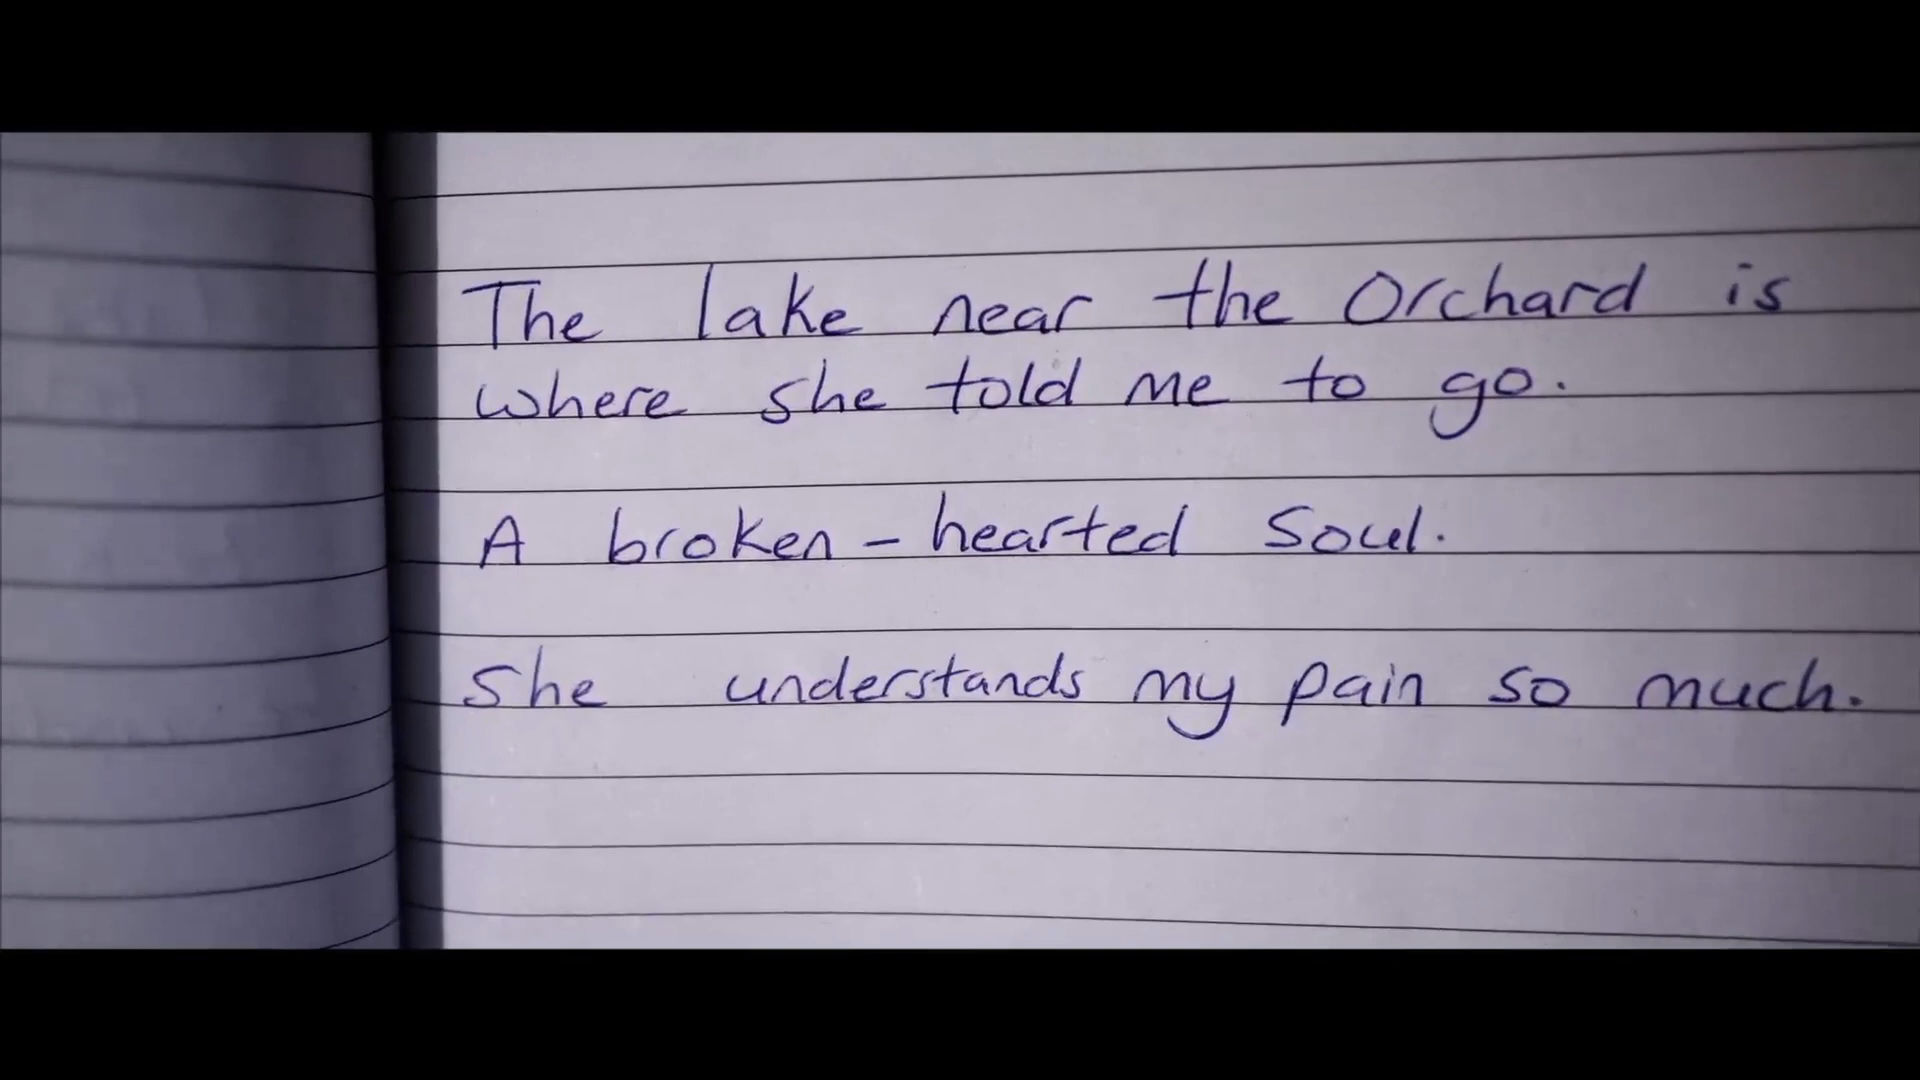 The lake near the Orchard is
where she told me to go.
A broken-hearted Soul.
She understands my pain so much.